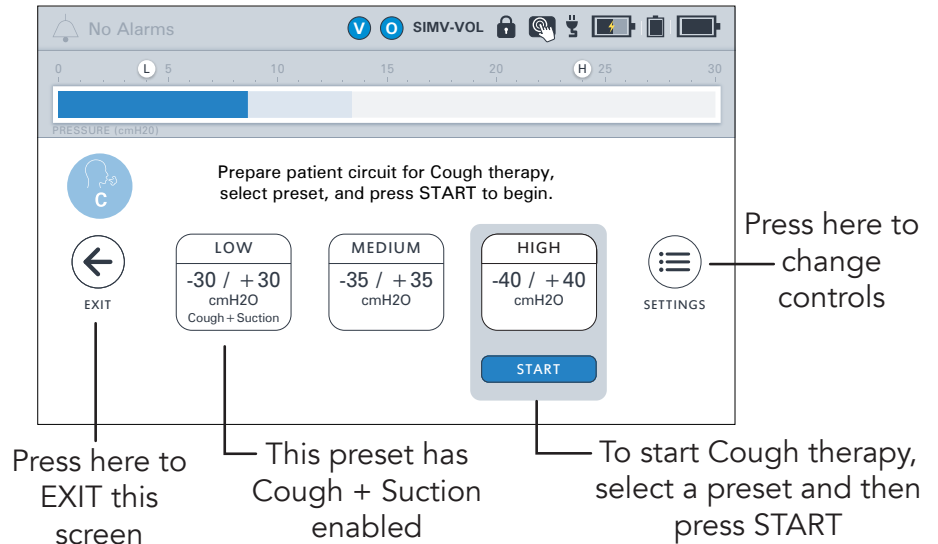 No Alarms
V O SIMV-VOL
0 L 5 10 15 20 H 25 30
PRESSURE (cmH20)
C
Prepare patient circuit for Cough therapy,
select preset, and press START to begin.
EXIT
LOW
-30 / +30
cmH2O
Cough+Suction
MEDIUM
-35 / +35
cmH2O
HIGH
-40 / +40
cmH2O
START
SETTINGS
Press here to
change
controls
Press here to
EXIT this
screen
This preset has
Cough + Suction
enabled
To start Cough therapy,
select a preset and then
press START